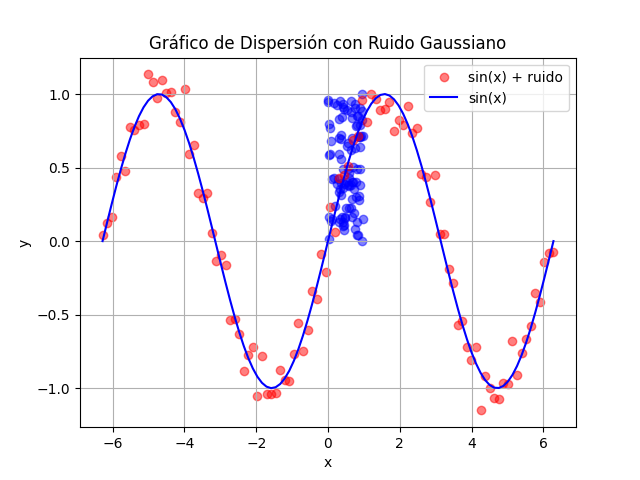 Gráfico de Dispersión con Ruido Gaussiano
sin(x) + ruido
sin(x)
1.0
0.5
0.0
−0.5
−1.0
y
−6
−4
−2
0
2
4
6
x